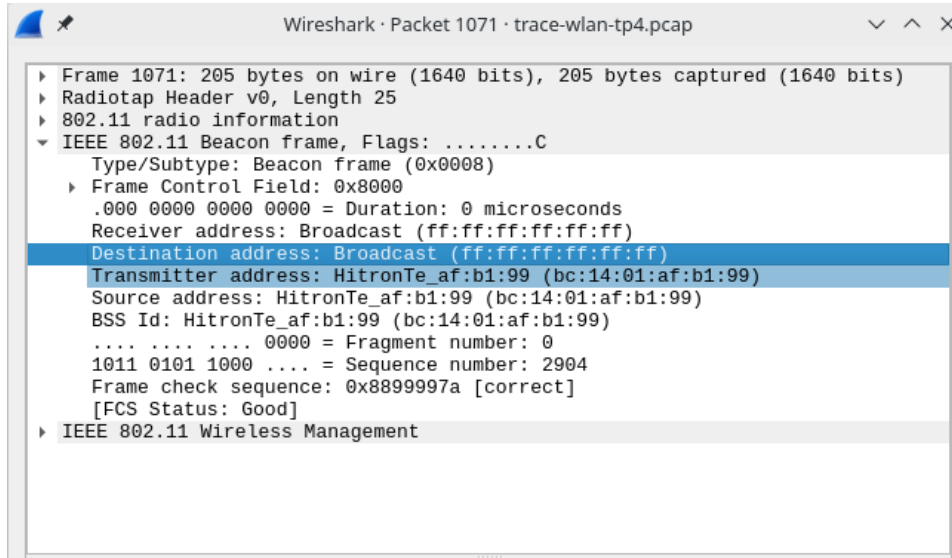 Wireshark · Packet 1071 · trace-wlan-tp4.pcap
Frame 1071: 205 bytes on wire (1640 bits), 205 bytes captured (1640 bits)
Radiotap Header v0, Length 25
802.11 radio information
IEEE 802.11 Beacon frame, Flags: ........C
Type/Subtype: Beacon frame (0x0008)
Frame Control Field: 0x8000
.000 0000 0000 0000 = Duration: 0 microseconds
Receiver address: Broadcast (ff:ff:ff:ff:ff:ff)
Destination address: Broadcast (ff:ff:ff:ff:ff:ff)
Transmitter address: HitronTe_af:b1:99 (bc:14:01:af:b1:99)
Source address: HitronTe_af:b1:99 (bc:14:01:af:b1:99)
BSS Id: HitronTe_af:b1:99 (bc:14:01:af:b1:99)
.... .... .... 0000 = Fragment number: 0
1011 0101 1000 .... = Sequence number: 2904
Frame check sequence: 0x8899997a [correct]
[FCS Status: Good]
IEEE 802.11 Wireless Management